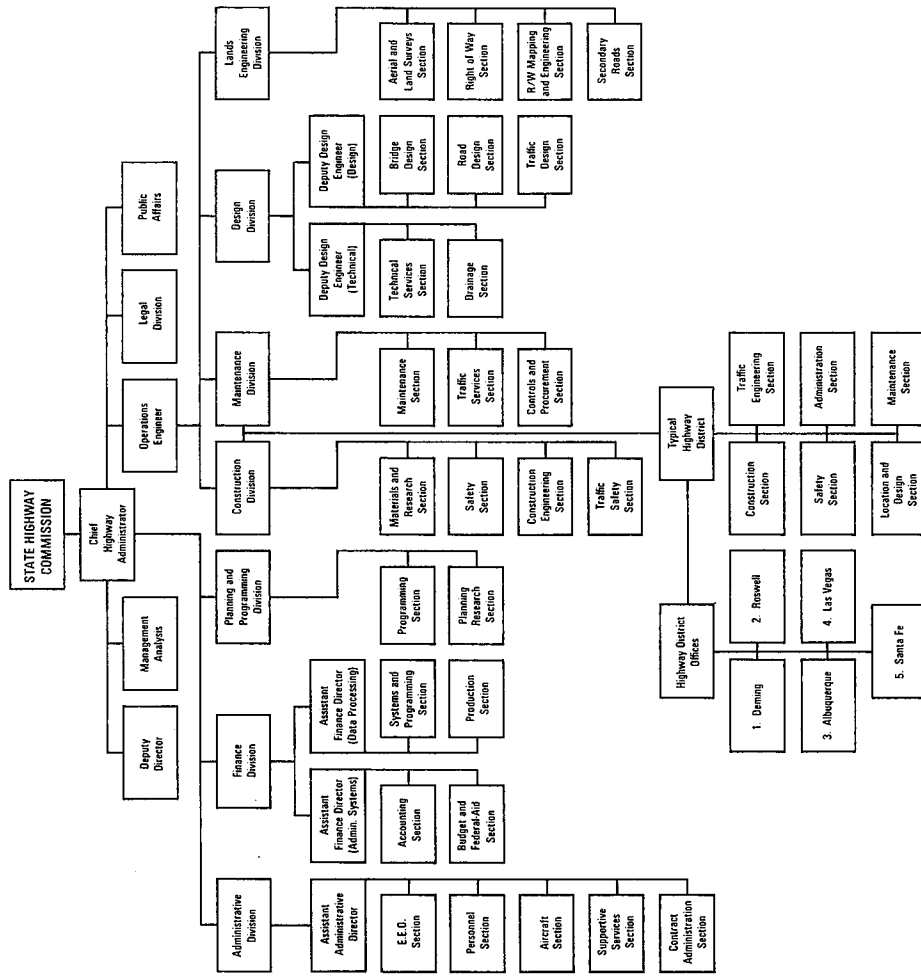 STATE HIGHWAY
COMMISSION
Chief
Highway
Administrator
Deputy
Director
Management
Analysis
Operations
Engineer
Legal
Division
Public
Affairs
Administrative
Division
Finance
Division
Planning and
Programming
Division
Construction
Division
Maintenance
Division
Design
Division
Lands
Engineering
Division
Assistant
Administrative
Director
E.E.O.
Section
Personnel
Section
Aircraft
Section
Supportive
Services
Section
Contract
Administration
Section
Assistant
Finance Director
(Admin. Systems)
Accounting
Section
Budget and
Federal-Aid
Section
Assistant
Finance Director
(Data Processing)
Systems and
Programming
Section
Production
Section
Programming
Section
Planning
Research
Section
Materials and
Research
Section
Safety
Section
Construction
Engineering
Section
Traffic
Safety
Section
Maintenance
Section
Traffic
Services
Section
Controls and
Procurement
Section
Deputy Design
Engineer
(Technical)
Technical
Services
Section
Drainage
Section
Deputy Design
Engineer
(Design)
Bridge
Design
Section
Road
Design
Section
Traffic
Design
Section
Aerial and
Land Surveys
Section
Right of Way
Section
R/W Mapping
and Engineering
Section
Secondary
Roads
Section
Highway District
Offices
1. Deming
2. Roswell
3. Albuquerque
4. Las Vegas
5. Santa Fe
Typical
Highway
District
Construction
Section
Traffic
Engineering
Section
Safety
Section
Administration
Section
Location and
Design
Section
Maintenance
Section